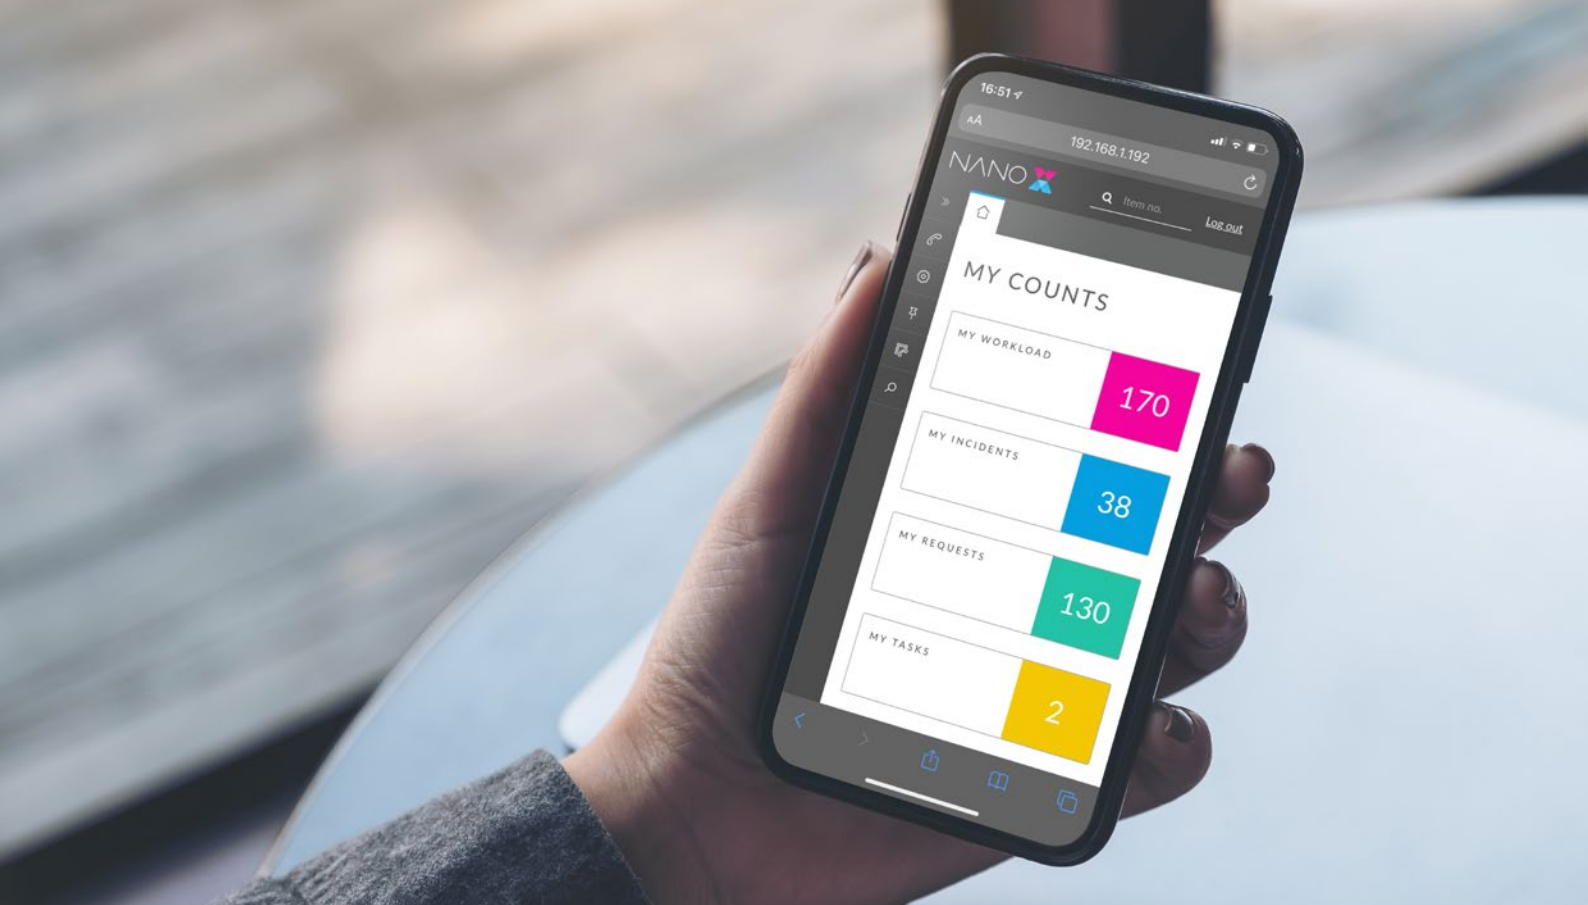 16:51
AA
192.168.1.192
NANO X
Item no.
Log out
MY COUNTS
MY WORKLOAD
170
MY INCIDENTS
38
MY REQUESTS
130
MY TASKS
2